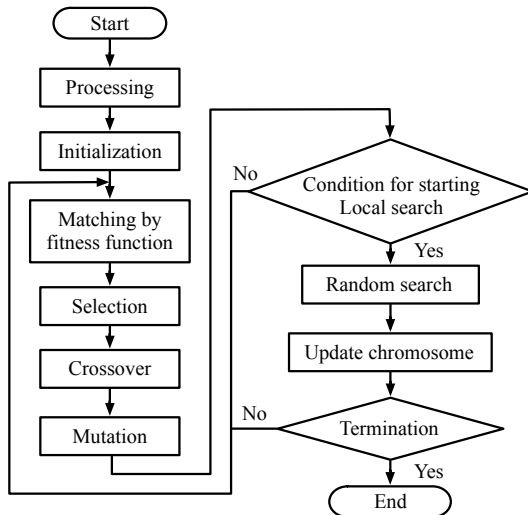 Start
Processing
Initialization
Matching by
fitness function
Selection
Crossover
Mutation
No
Condition for starting
Local search
Yes
Random search
Update chromosome
No
Termination
Yes
End